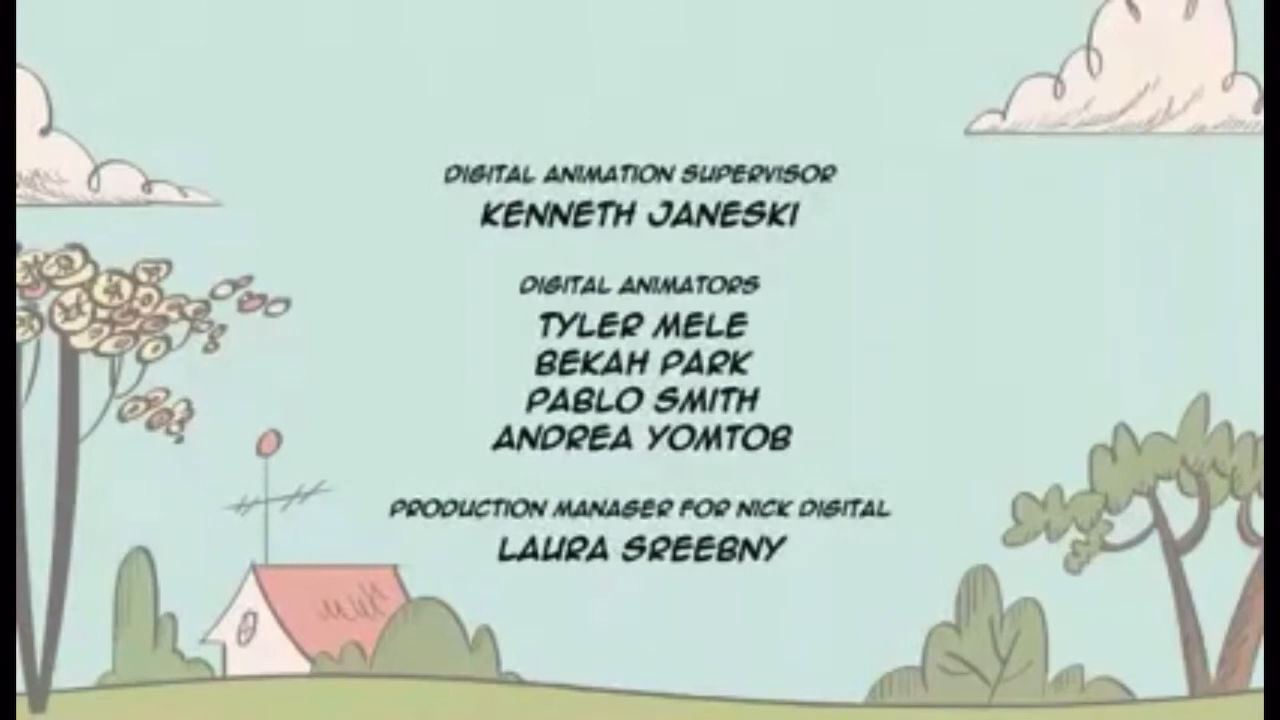 DIGITAL ANIMATION SUPERVISOR
KENNETH JANESKI
DIGITAL ANIMATORS
TYLER MELE
BEKAH PARK
PABLO SMITH
ANDREA YOMTOB
PRODUCTION MANAGER FOR NICK DIGITAL
LAURA SREEBNY